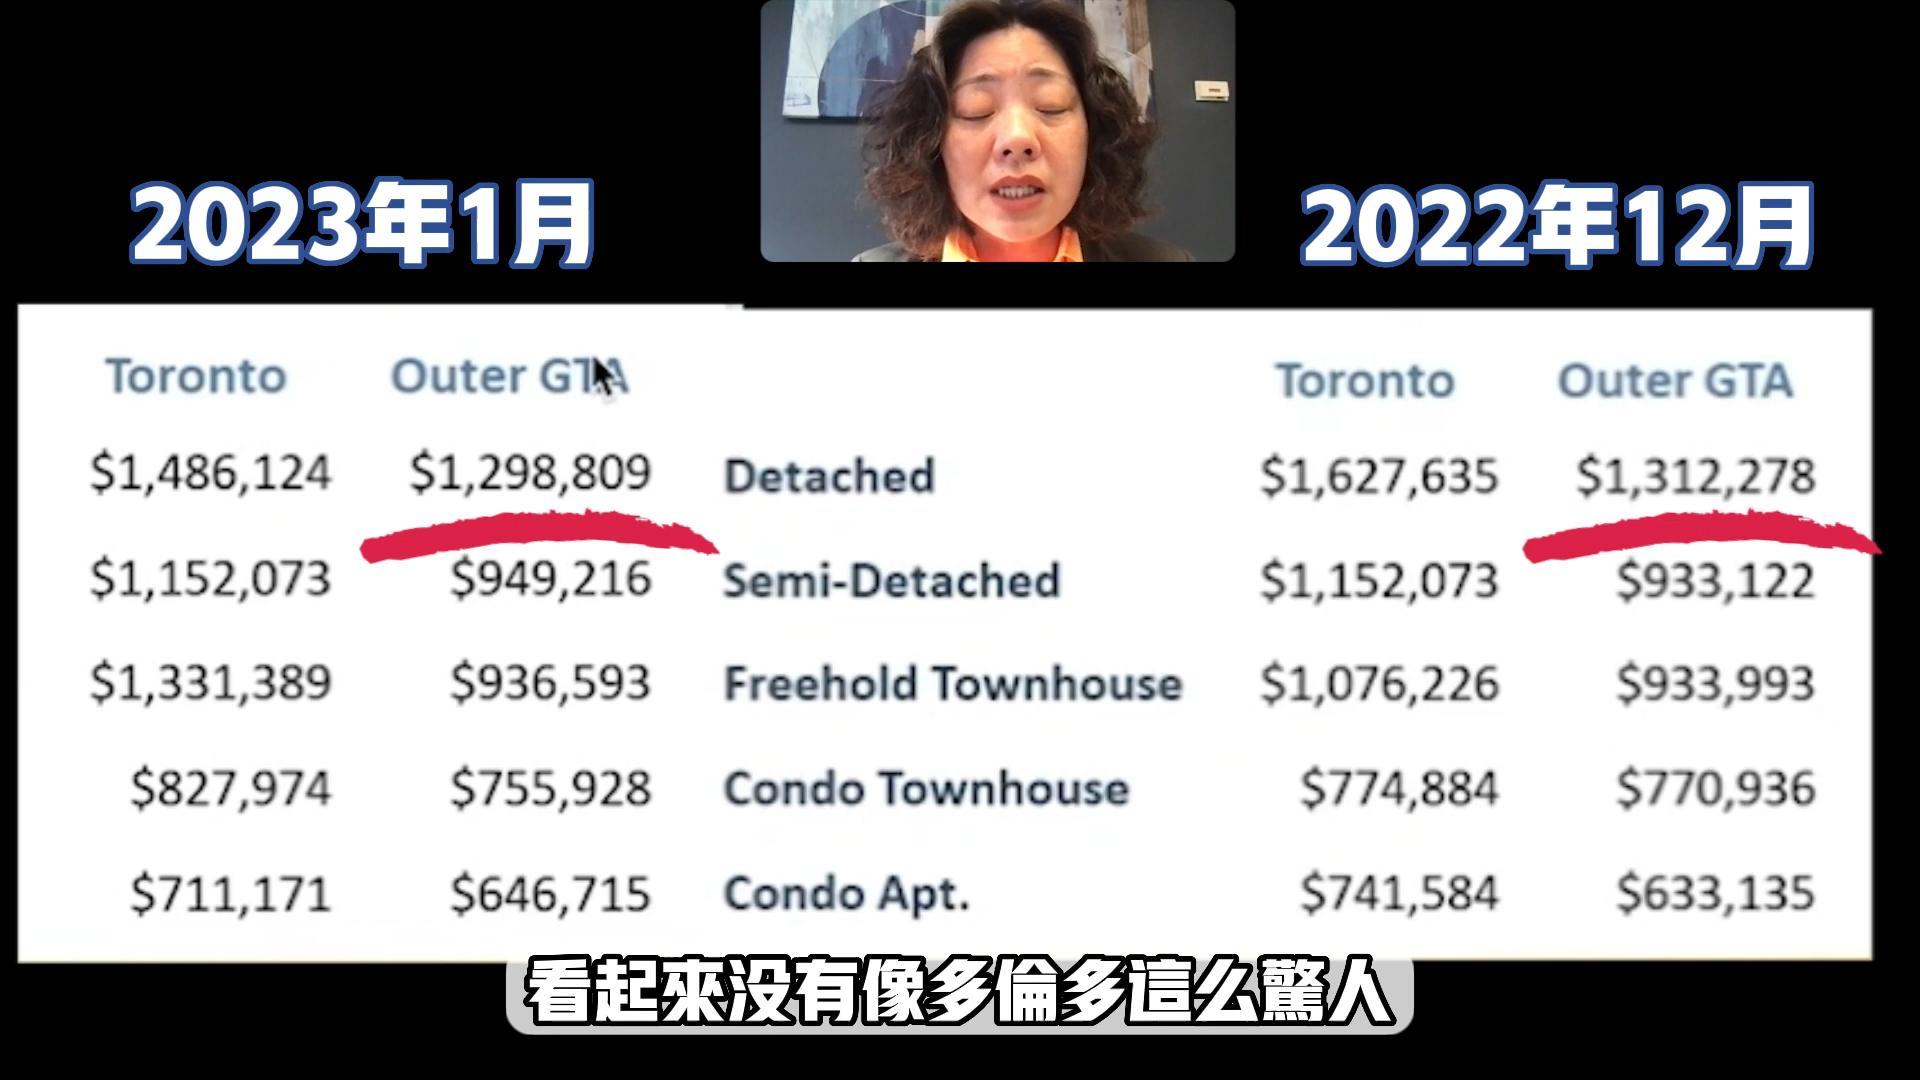 2023年1月
2022年12月
Toronto Outer GTA Toronto Outer GTA
$1,486,124 $1,298,809 Detached $1,627,635 $1,312,278
$1,152,073 $949,216 Semi-Detached $1,152,073 $933,122
$1,331,389 $936,593 Freehold Townhouse $1,076,226 $933,993
$827,974 $755,928 Condo Townhouse $774,884 $770,936
$711,171 $646,715 Condo Apt. $741,584 $633,135
看起來没有像多倫多這么驚人